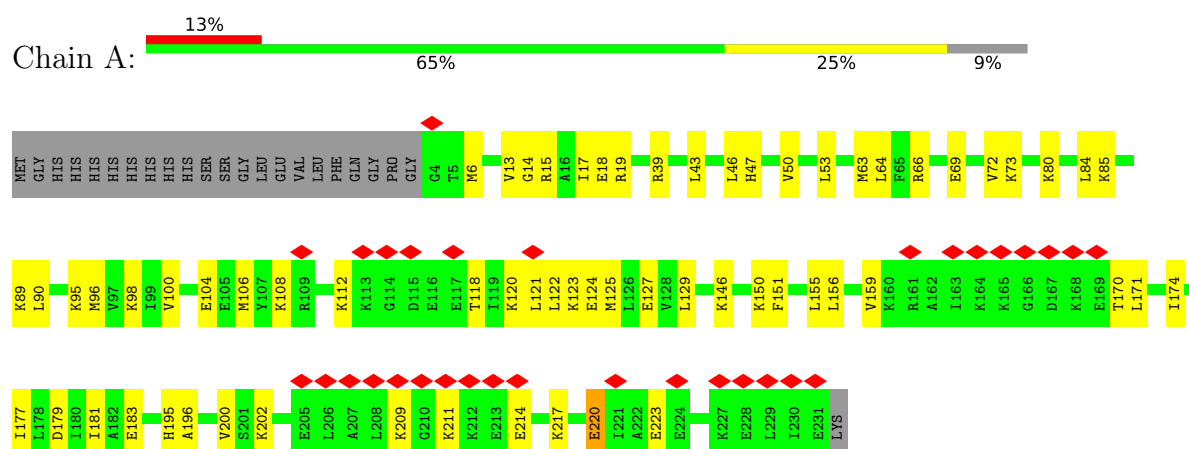 13%
Chain A:
65% 25% 9%
MET GLY HIS HIS HIS HIS HIS HIS HIS HIS SER SER GLY LEU GLU VAL LEU PHE GLN GLY PRO GLY G4 T5 M6 V13 G14 R15 A16 I17 E18 R19 R39 L43 L46 H47 V50 L53 M63 L64 F65 R66 E69 V72 K73 K80 L84 K85
K89 L90 K95 M96 V97 K98 I99 V100 E104 E105 M106 Y107 K108 R109 K112 K113 G114 D115 E116 E117 T118 I119 K120 L121 L122 K123 E124 M125 L126 E127 V128 L129 K146 K150 F151 L155 L156 V159 K160 R161 A162 I163 K164 K165 G166 D167 K168 E169 T170 L171 I174
I177 L178 D179 I180 I181 A182 E183 H195 A196 V200 S201 K202 E205 L206 A207 L208 K209 G210 K211 K212 E213 E214 K217 E220 I221 A222 E223 E224 K227 E228 L229 I230 E231 LYS